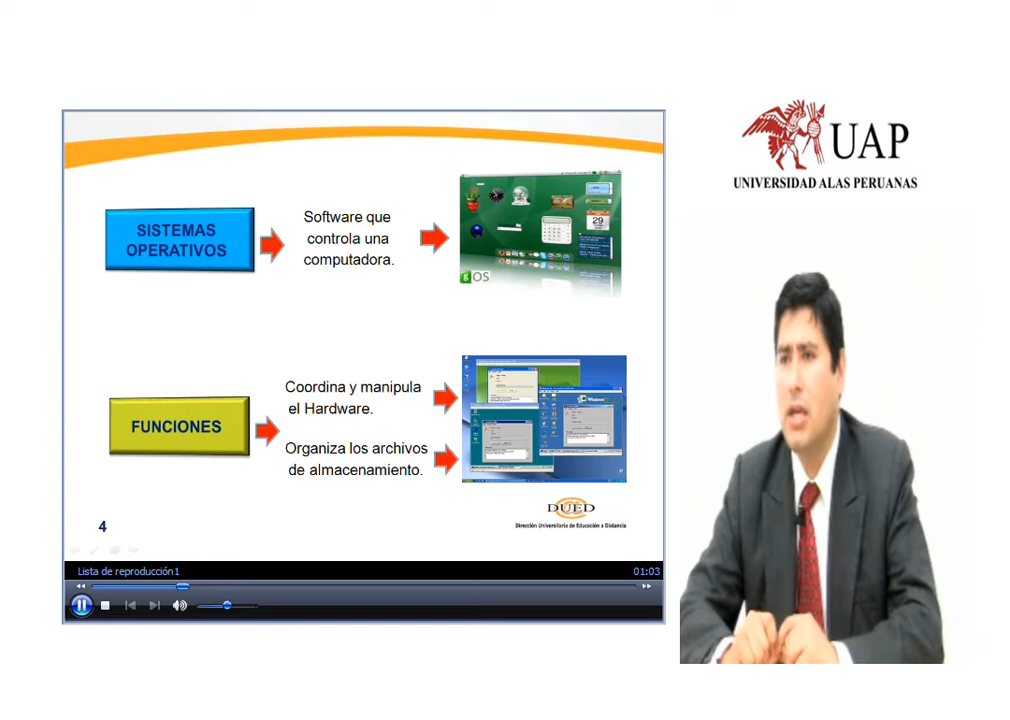 UAP
UNIVERSIDAD ALAS PERUANAS
SISTEMAS
OPERATIVOS
Software que
controla una
computadora.
29
g OS
FUNCIONES
Coordina y manipula
el Hardware.
Organiza los archivos
de almacenamiento.
DUED
Dirección Universitaria de Educación a Distancia
4
Lista de reproducción1
01:03